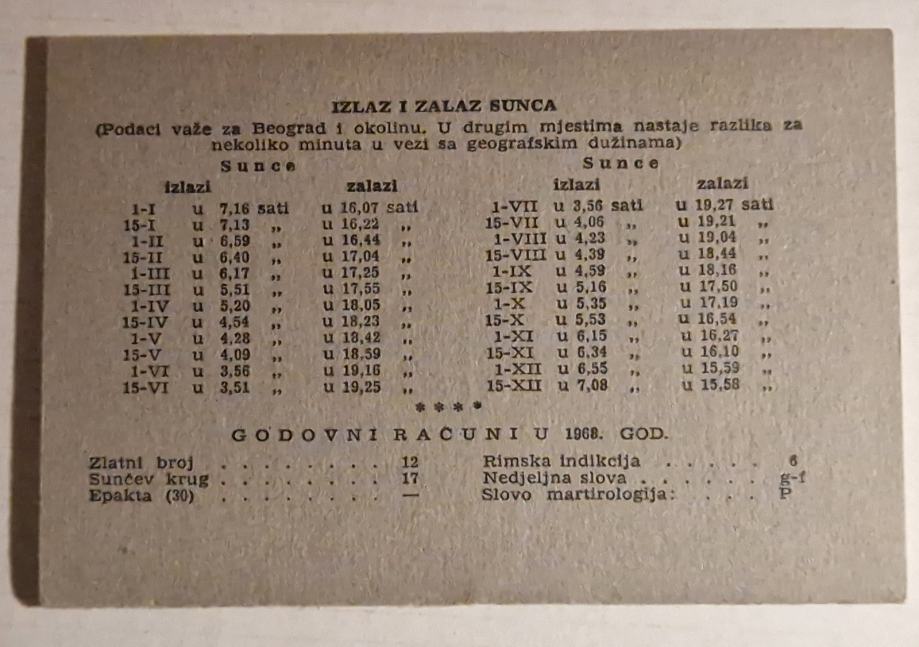 IZLAZ I ZALAZ SUNCA
(Podaci važe za Beograd i okolinu. U drugim mjestima nastaje razlika za
nekoliko minuta u vezi sa geografskim dužinama)
Sunce Sunce
izlazi zalazi izlazi zalazi
1-I u 7,16 sati u 16,07 sati 1-VII u 3,56 sati u 19,27 sati
15-I u 7,13 „ u 16,22 „ 15-VII u 4,06 „ u 19,21 „
1-II u 6,59 „ u 16,44 „ 1-VIII u 4,23 „ u 19,04 „
15-II u 6,40 „ u 17,04 „ 15-VIII u 4,39 „ u 18,44 „
1-III u 6,17 „ u 17,25 „ 1-IX u 4,59 „ u 18,16 „
15-III u 5,51 „ u 17,55 „ 15-IX u 5,16 „ u 17,50 „
1-IV u 5,20 „ u 18,05 „ 1-X u 5,35 „ u 17,19 „
15-IV u 4,54 „ u 18,23 „ 15-X u 5,53 „ u 16,54 „
1-V u 4,28 „ u 18,42 „ 1-XI u 6,15 „ u 16,27 „
15-V u 4,09 „ u 18,59 „ 15-XI u 6,34 „ u 16,10 „
1-VI u 3,56 „ u 19,16 „ 1-XII u 6,55 „ u 15,59 „
15-VI u 3,51 „ u 19,25 „ 15-XII u 7,08 „ u 15,58 „
* * * *
GODOVNI RAČUNI U 1968. GOD.
Zlatni broj . . . . . . . . 12 Rimska indikcija . . . . . 6
Sunčev krug . . . . . . . . 17 Nedjeljna slova . . . . . . g-f
Epakta (30) . . . . . . . . — Slovo martirologija: . . . . P